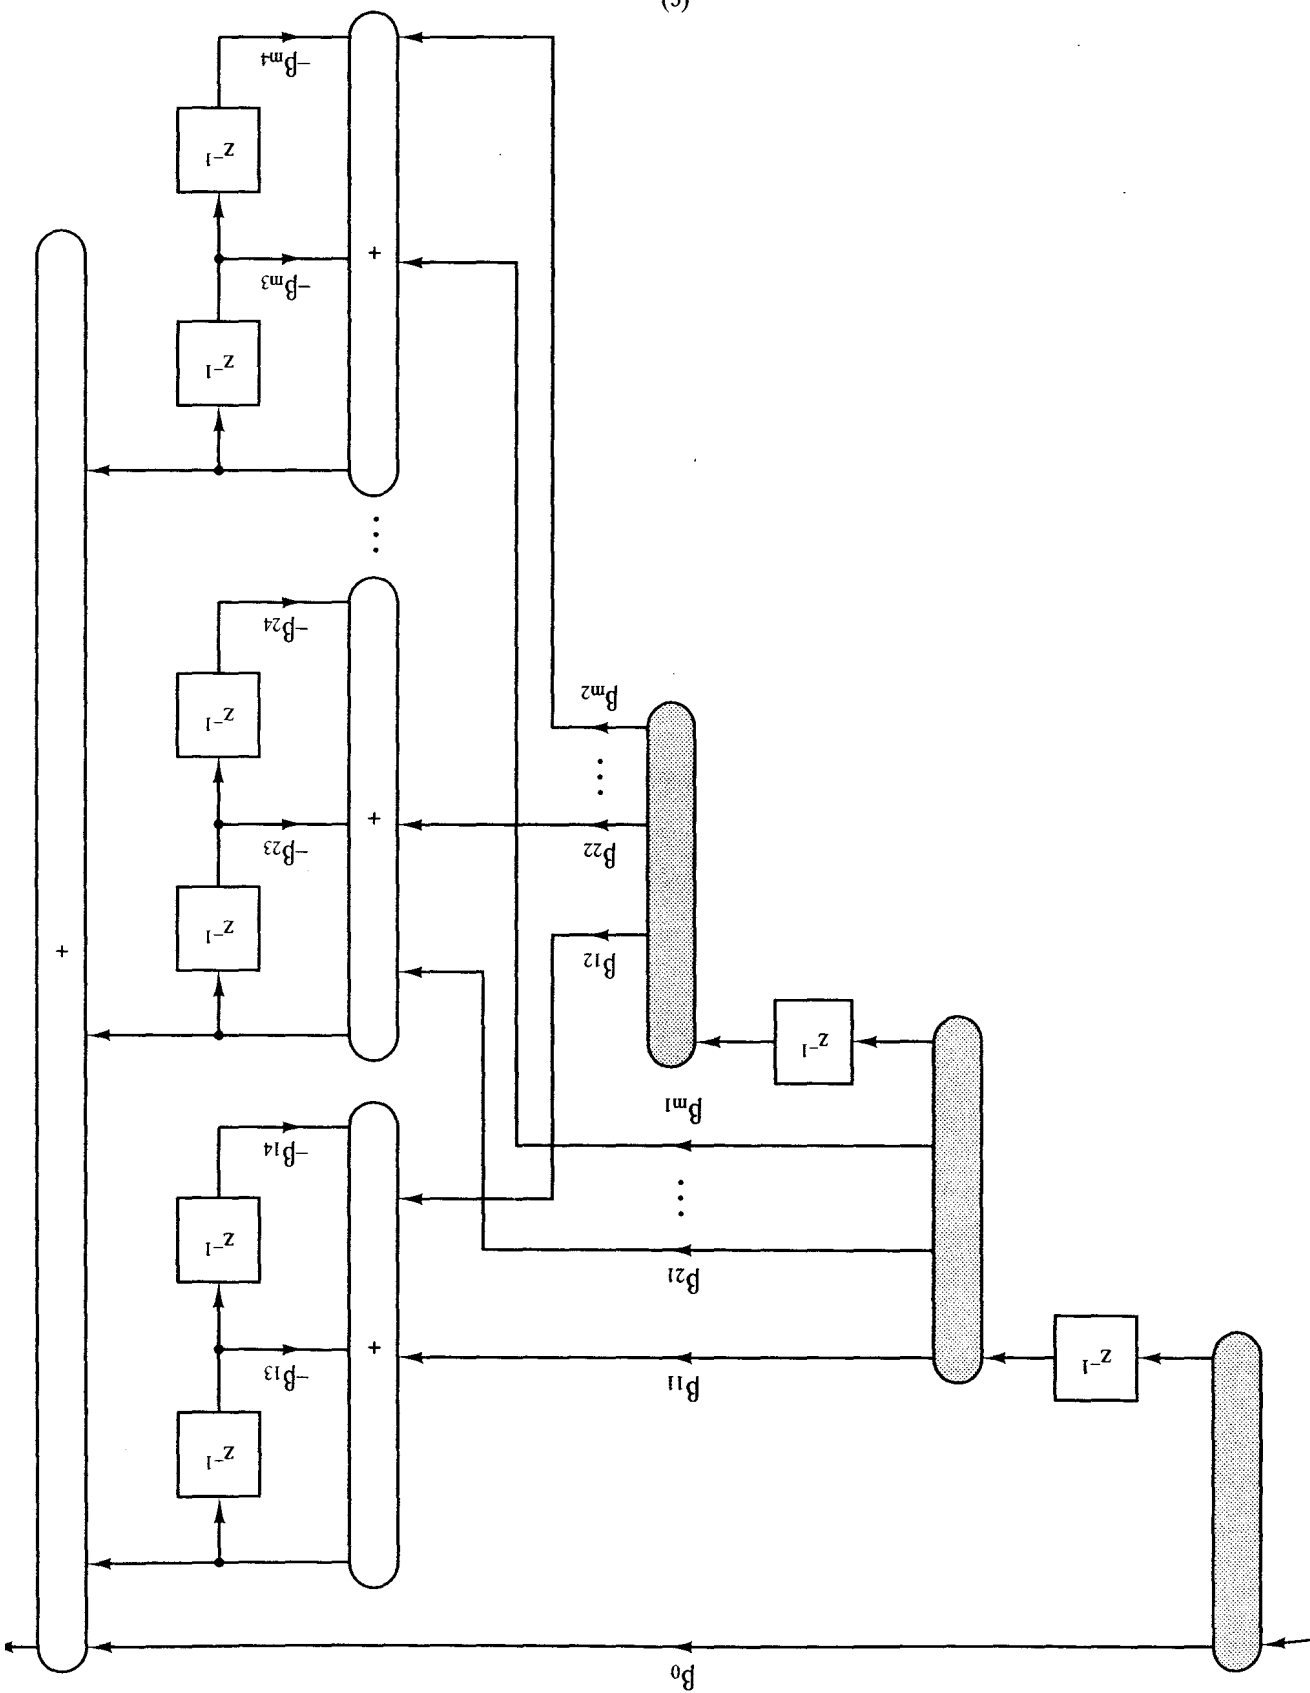 β₀
z⁻¹
z⁻¹
β₁₁
+
−β₁₃
β₂₁
z⁻¹
...
−β₁₄
βₘ₁
z⁻¹
β₁₂
+
z⁻¹
β₂₂
−β₂₃
+
...
z⁻¹
βₘ₂
−β₂₄
...
z⁻¹
−βₘ₃
+
z⁻¹
−βₘ₄